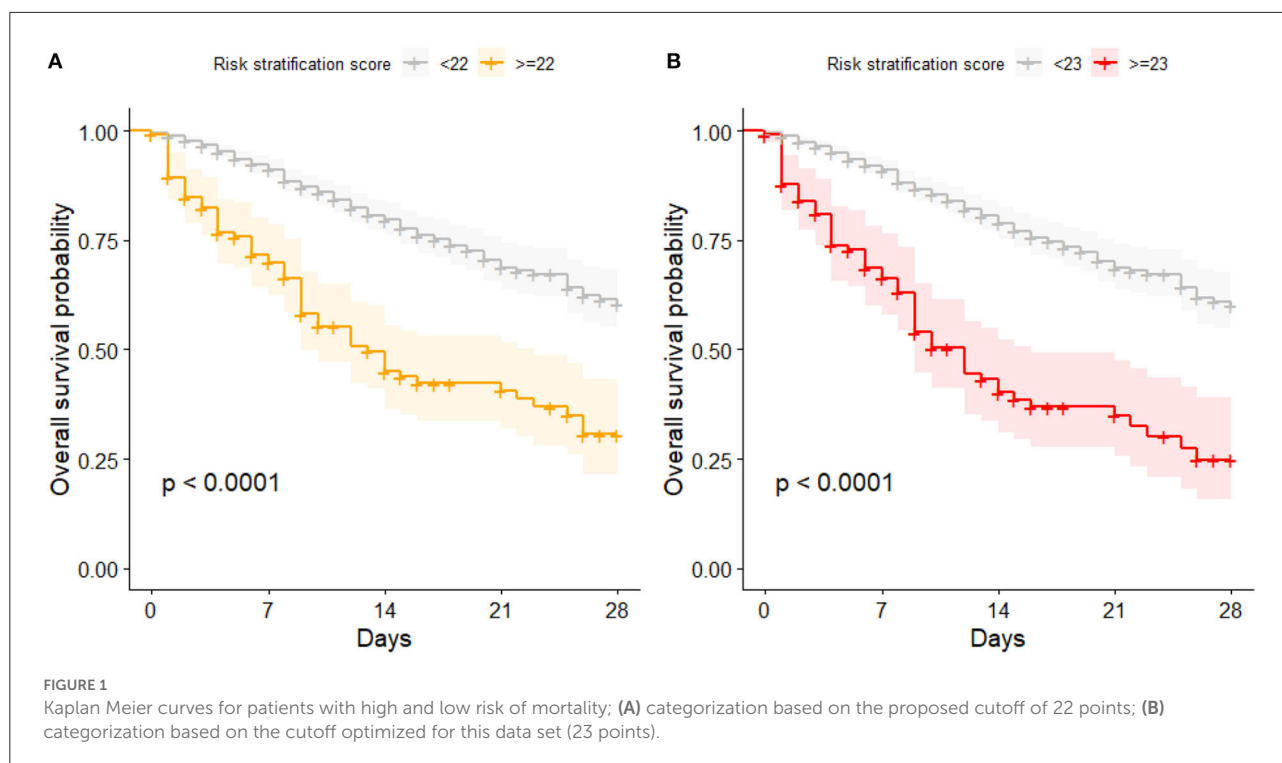 A
Risk stratification score <22 >=22
Overall survival probability
1.00
0.75
0.50
0.25
0.00
p < 0.0001
0 7 14 21 28
Days
B
Risk stratification score <23 >=23
Overall survival probability
1.00
0.75
0.50
0.25
0.00
p < 0.0001
0 7 14 21 28
Days
FIGURE 1
Kaplan Meier curves for patients with high and low risk of mortality; (A) categorization based on the proposed cutoff of 22 points; (B)
categorization based on the cutoff optimized for this data set (23 points).